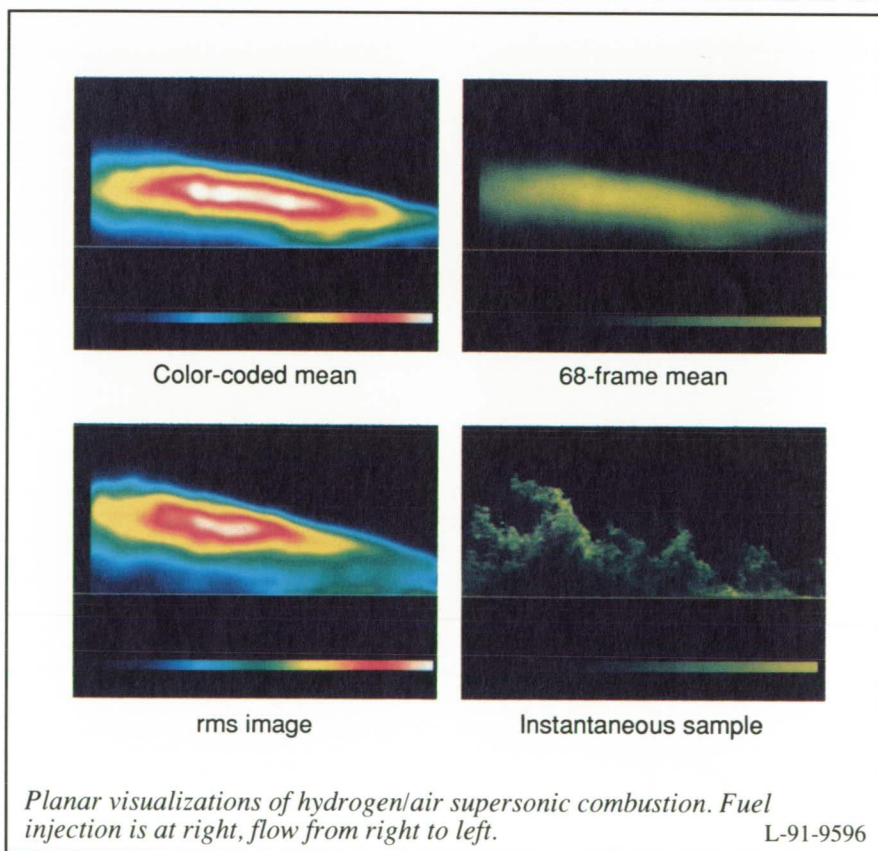 Color-coded mean
68-frame mean
rms image
Instantaneous sample
Planar visualizations of hydrogen/air supersonic combustion. Fuel
injection is at right, flow from right to left.
L-91-9596